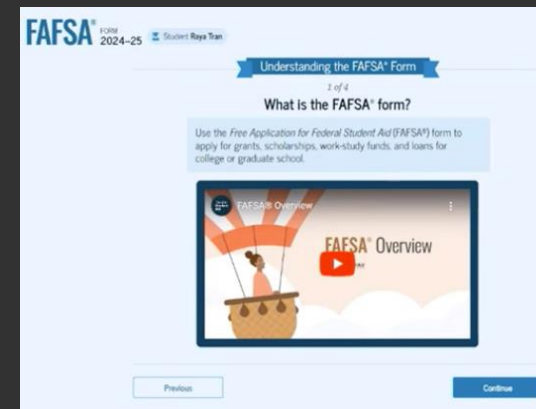 FAFSA® FORM 2024–25
Student Raya Tran
Understanding the FAFSA® Form
1 of 4
What is the FAFSA® form?
Use the Free Application for Federal Student Aid (FAFSA®) form to
apply for grants, scholarships, work-study funds, and loans for
college or graduate school.
FAFSA® Overview
FAFSA® Overview
Previous
Continue